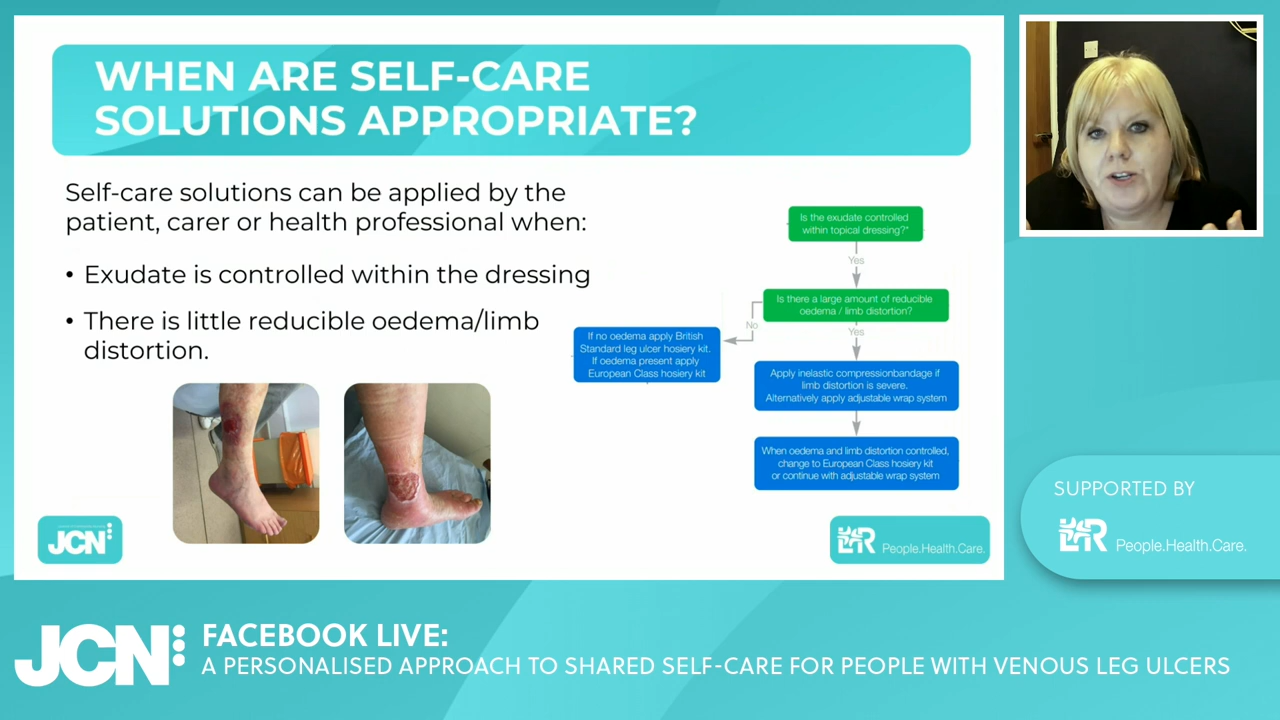 WHEN ARE SELF-CARE
SOLUTIONS APPROPRIATE?
Self-care solutions can be applied by the
patient, carer or health professional when:
• Exudate is controlled within the dressing
• There is little reducible oedema/limb
distortion.
Is the exudate controlled
within topical dressing?*
Yes
Is there a large amount of reducible
oedema / limb distortion?
No
Yes
If no oedema apply British
Standard leg ulcer hosiery kit.
If oedema present apply
European Class hosiery kit
Apply inelastic compressionbandage if
limb distortion is severe.
Alternatively apply adjustable wrap system
When oedema and limb distortion controlled,
change to European Class hosiery kit
or continue with adjustable wrap system
JCN
L&R People.Health.Care.
SUPPORTED BY
L&R People.Health.Care.
JCN
FACEBOOK LIVE:
A PERSONALISED APPROACH TO SHARED SELF-CARE FOR PEOPLE WITH VENOUS LEG ULCERS